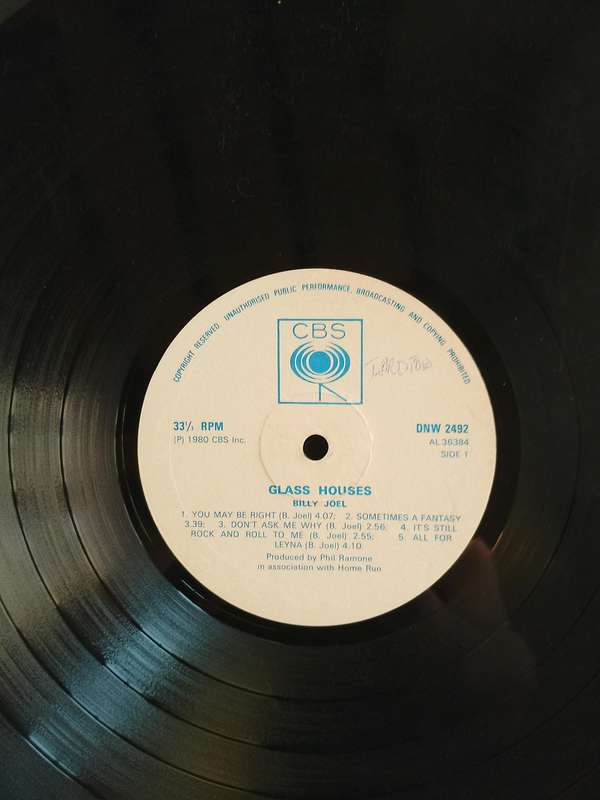 COPYRIGHT RESERVED. UNAUTHORISED PUBLIC PERFORMANCE, BROADCASTING AND COPYING PROHIBITED
CBS
33⅓ RPM
(P) 1980 CBS Inc.
DNW 2492
AL 36384
SIDE 1
GLASS HOUSES
BILLY JOEL
1. YOU MAY BE RIGHT (B. Joel) 4.07; 2. SOMETIMES A FANTASY
3.39; 3. DON'T ASK ME WHY (B. Joel) 2.56; 4. IT'S STILL
ROCK AND ROLL TO ME (B. Joel) 2.55; 5. ALL FOR
LEYNA (B. Joel) 4.10.
Produced by Phil Ramone
in association with Home Run